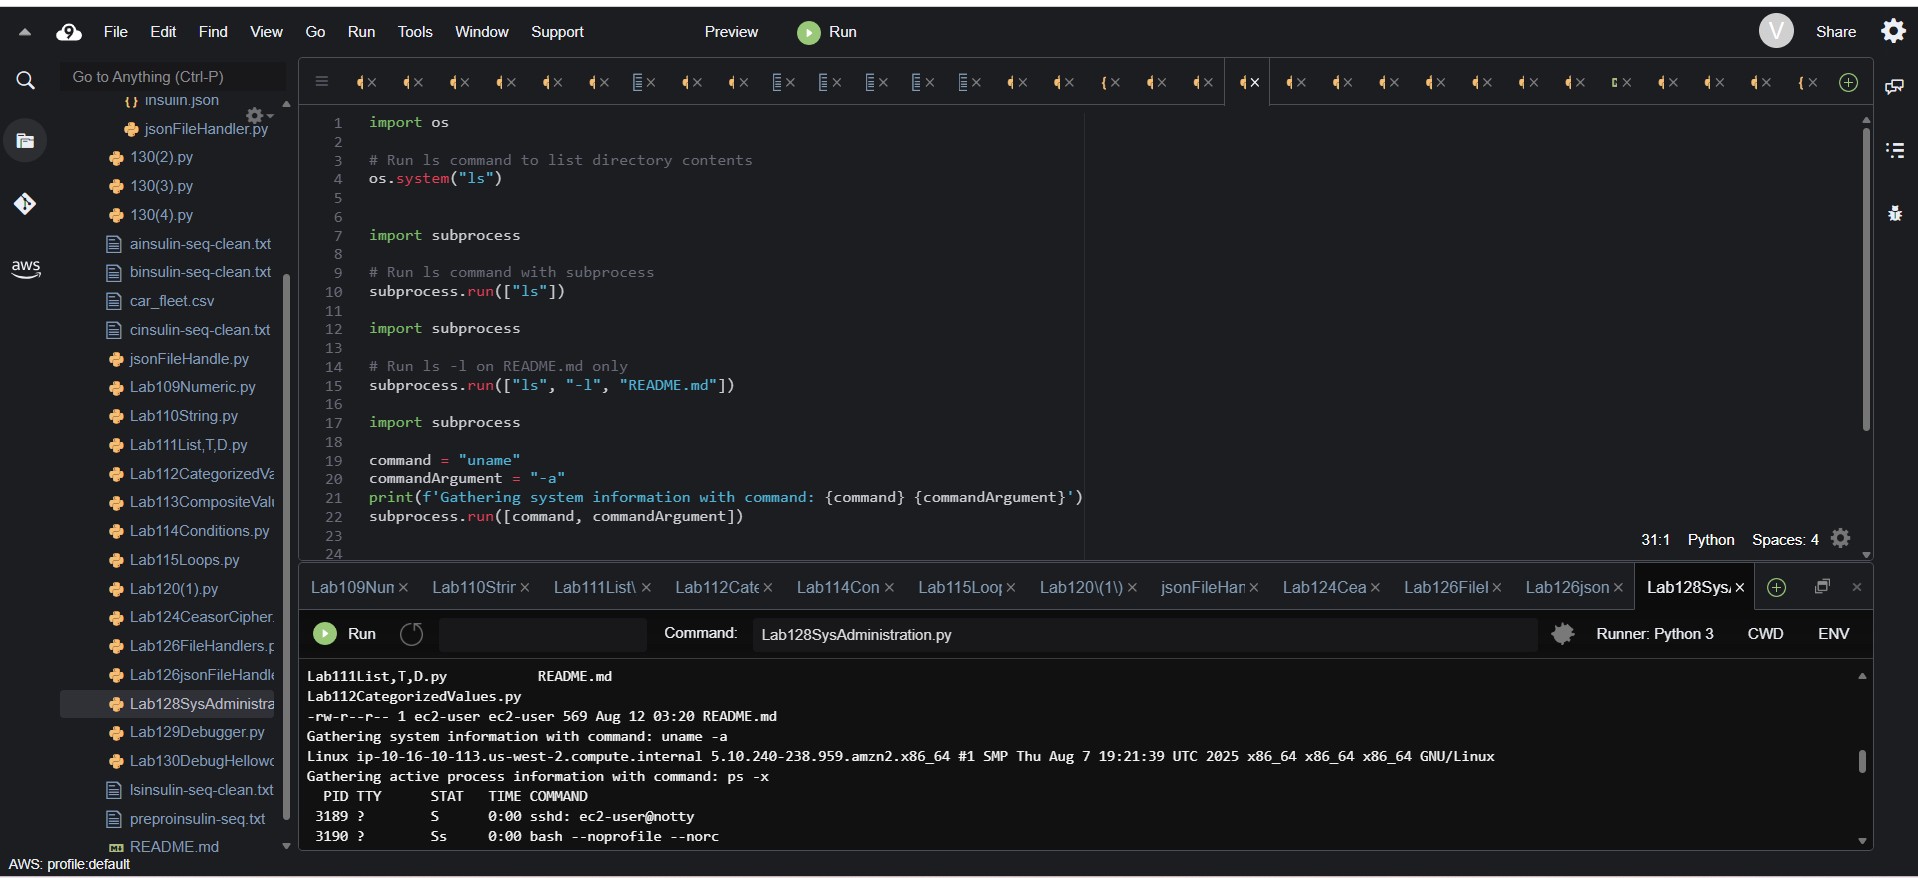 File Edit Find View Go Run Tools Window Support Preview Run V Share
Go to Anything (Ctrl-P)
insulin.json
jsonFileHandler.py
130(2).py
130(3).py
130(4).py
ainsulin-seq-clean.txt
binsulin-seq-clean.txt
car_fleet.csv
cinsulin-seq-clean.txt
jsonFileHandle.py
Lab109Numeric.py
Lab110String.py
Lab111List,T,D.py
Lab112CategorizedVa
Lab113CompositeValu
Lab114Conditions.py
Lab115Loops.py
Lab120(1).py
Lab124CeasorCipher.
Lab126FileHandlers.p
Lab126jsonFileHandle
Lab128SysAdministra
Lab129Debugger.py
Lab130DebugHellowo
lsinsulin-seq-clean.txt
preproinsulin-seq.txt
README.md
aws
AWS: profile:default
1 import os
2
3 # Run ls command to list directory contents
4 os.system("ls")
5
6
7 import subprocess
8
9 # Run ls command with subprocess
10 subprocess.run(["ls"])
11
12 import subprocess
13
14 # Run ls -l on README.md only
15 subprocess.run(["ls", "-l", "README.md"])
16
17 import subprocess
18
19 command = "uname"
20 commandArgument = "-a"
21 print(f'Gathering system information with command: {command} {commandArgument}')
22 subprocess.run([command, commandArgument])
23
24
31:1 Python Spaces: 4
Lab109Num Lab110Strin Lab111List\ Lab112Cate Lab114Con Lab115Loop Lab120\(1\) jsonFileHan Lab124Cea Lab126FileI Lab126json Lab128Sys
Run Command: Lab128SysAdministration.py Runner: Python 3 CWD ENV
Lab111List,T,D.py README.md
Lab112CategorizedValues.py
-rw-r--r-- 1 ec2-user ec2-user 569 Aug 12 03:20 README.md
Gathering system information with command: uname -a
Linux ip-10-16-10-113.us-west-2.compute.internal 5.10.240-238.959.amzn2.x86_64 #1 SMP Thu Aug 7 19:21:39 UTC 2025 x86_64 x86_64 x86_64 GNU/Linux
Gathering active process information with command: ps -x
PID TTY STAT TIME COMMAND
3189 ? S 0:00 sshd: ec2-user@notty
3190 ? Ss 0:00 bash --noprofile --norc